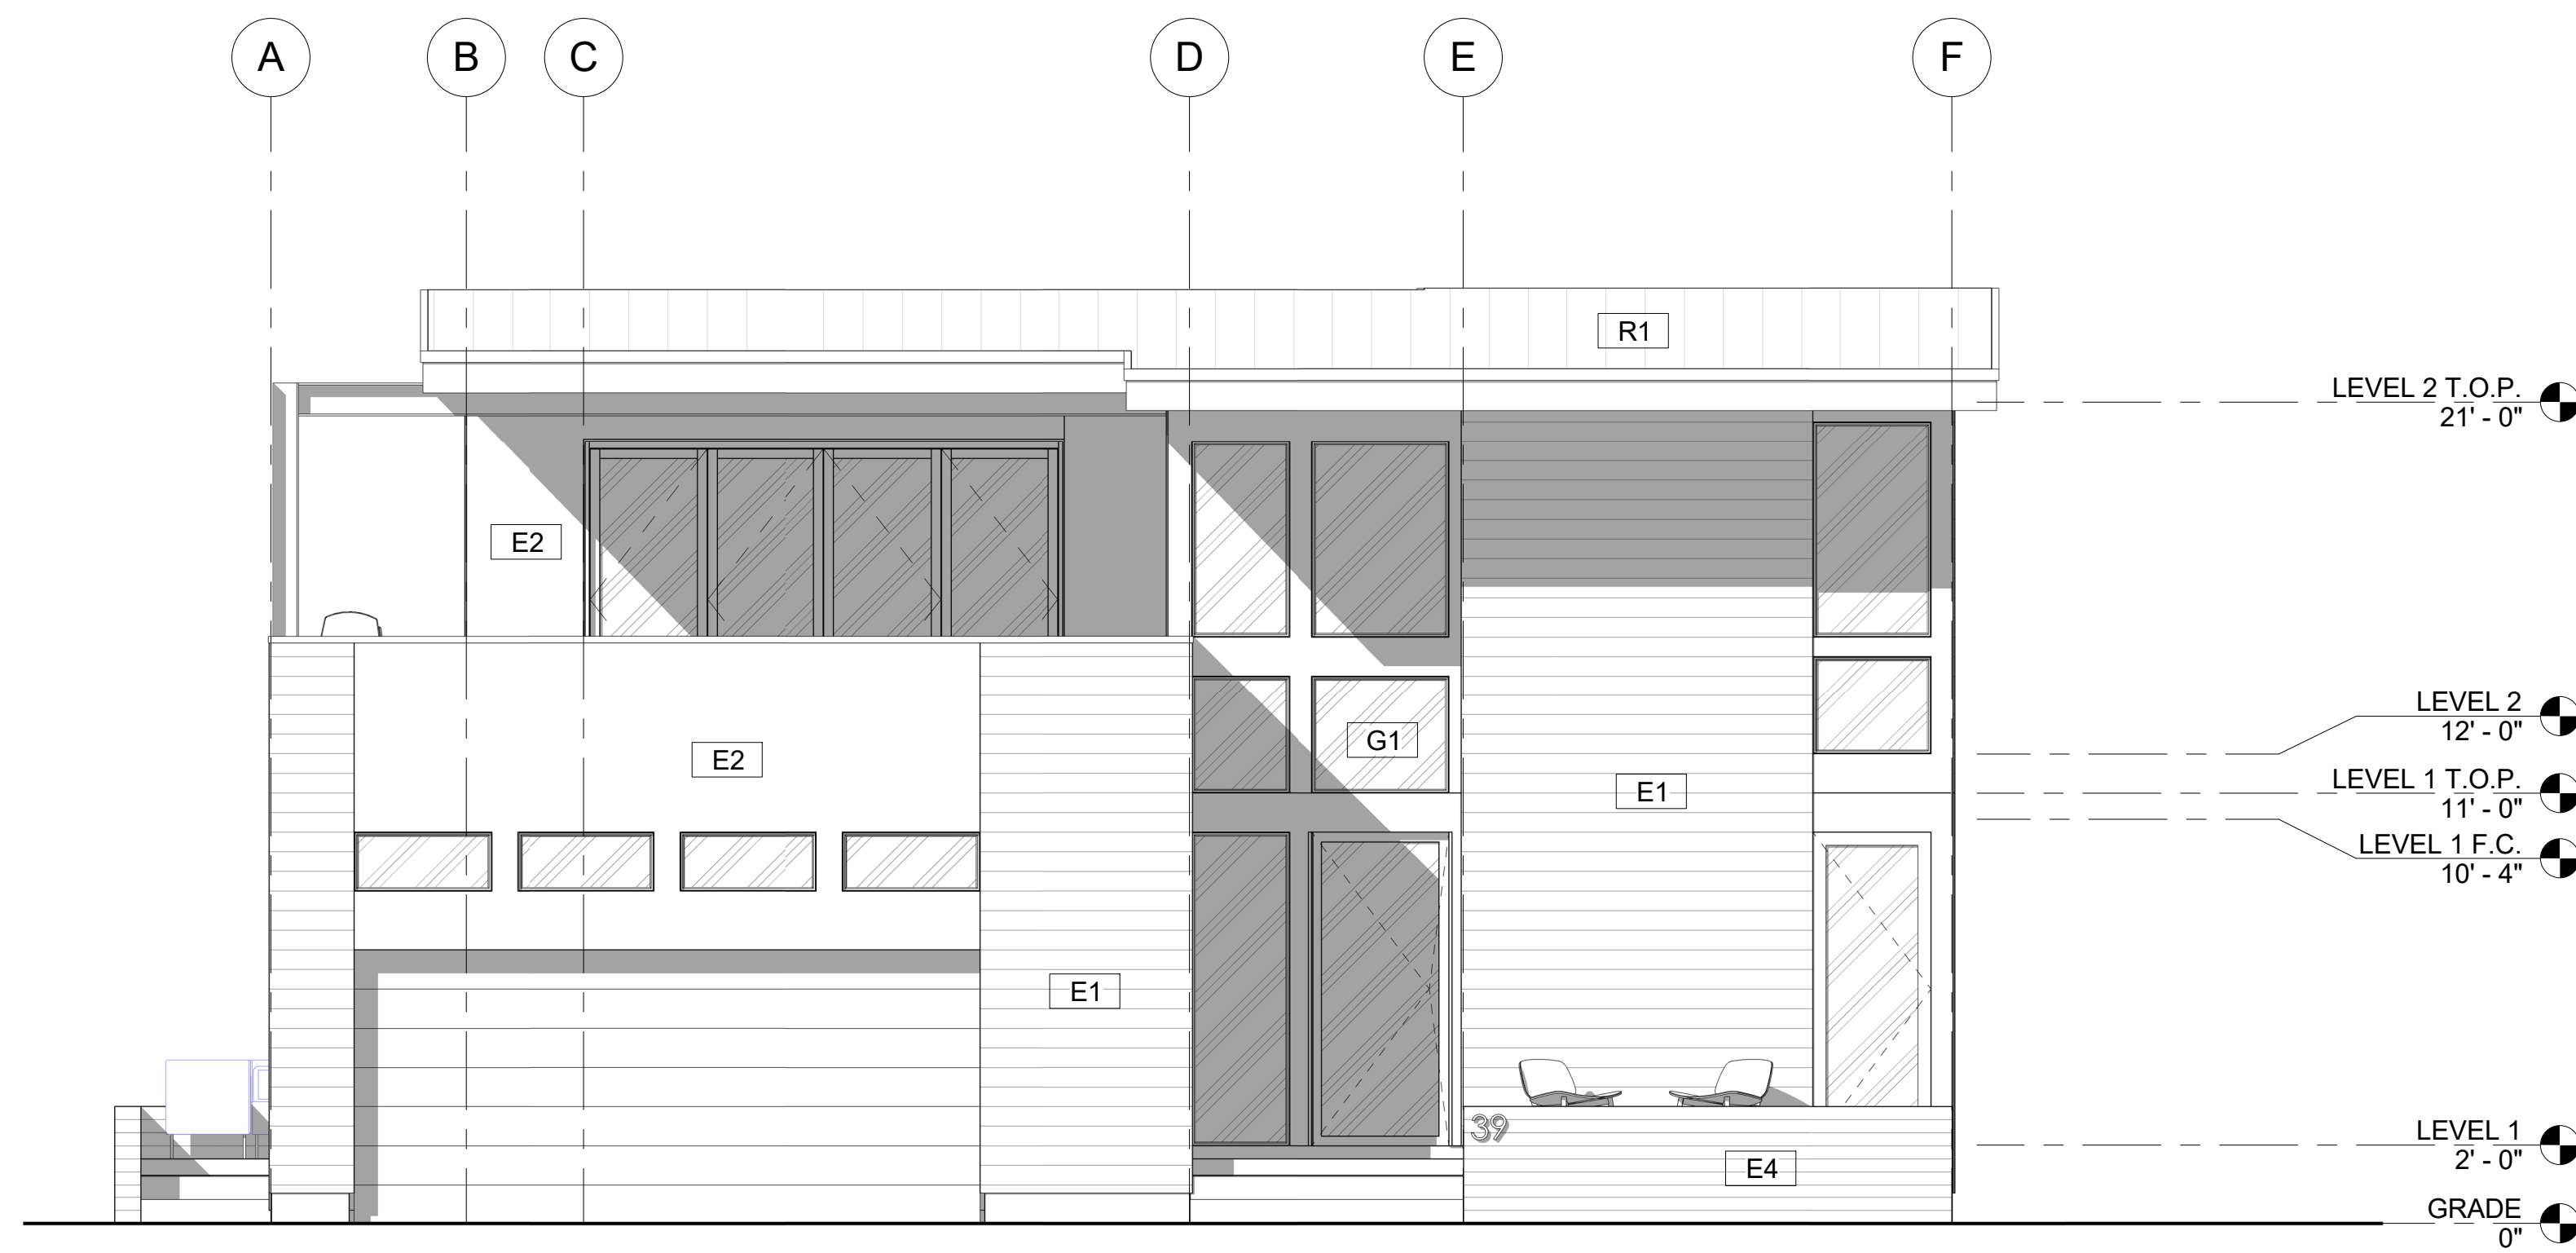 A B C D E F
R1
LEVEL 2 T.O.P.
21' - 0"
E2
LEVEL 2
12' - 0"
G1
E2
LEVEL 1 T.O.P.
E1
11' - 0"
LEVEL 1 F.C.
10' - 4"
E1
39
LEVEL 1
2' - 0"
E4
GRADE
0"